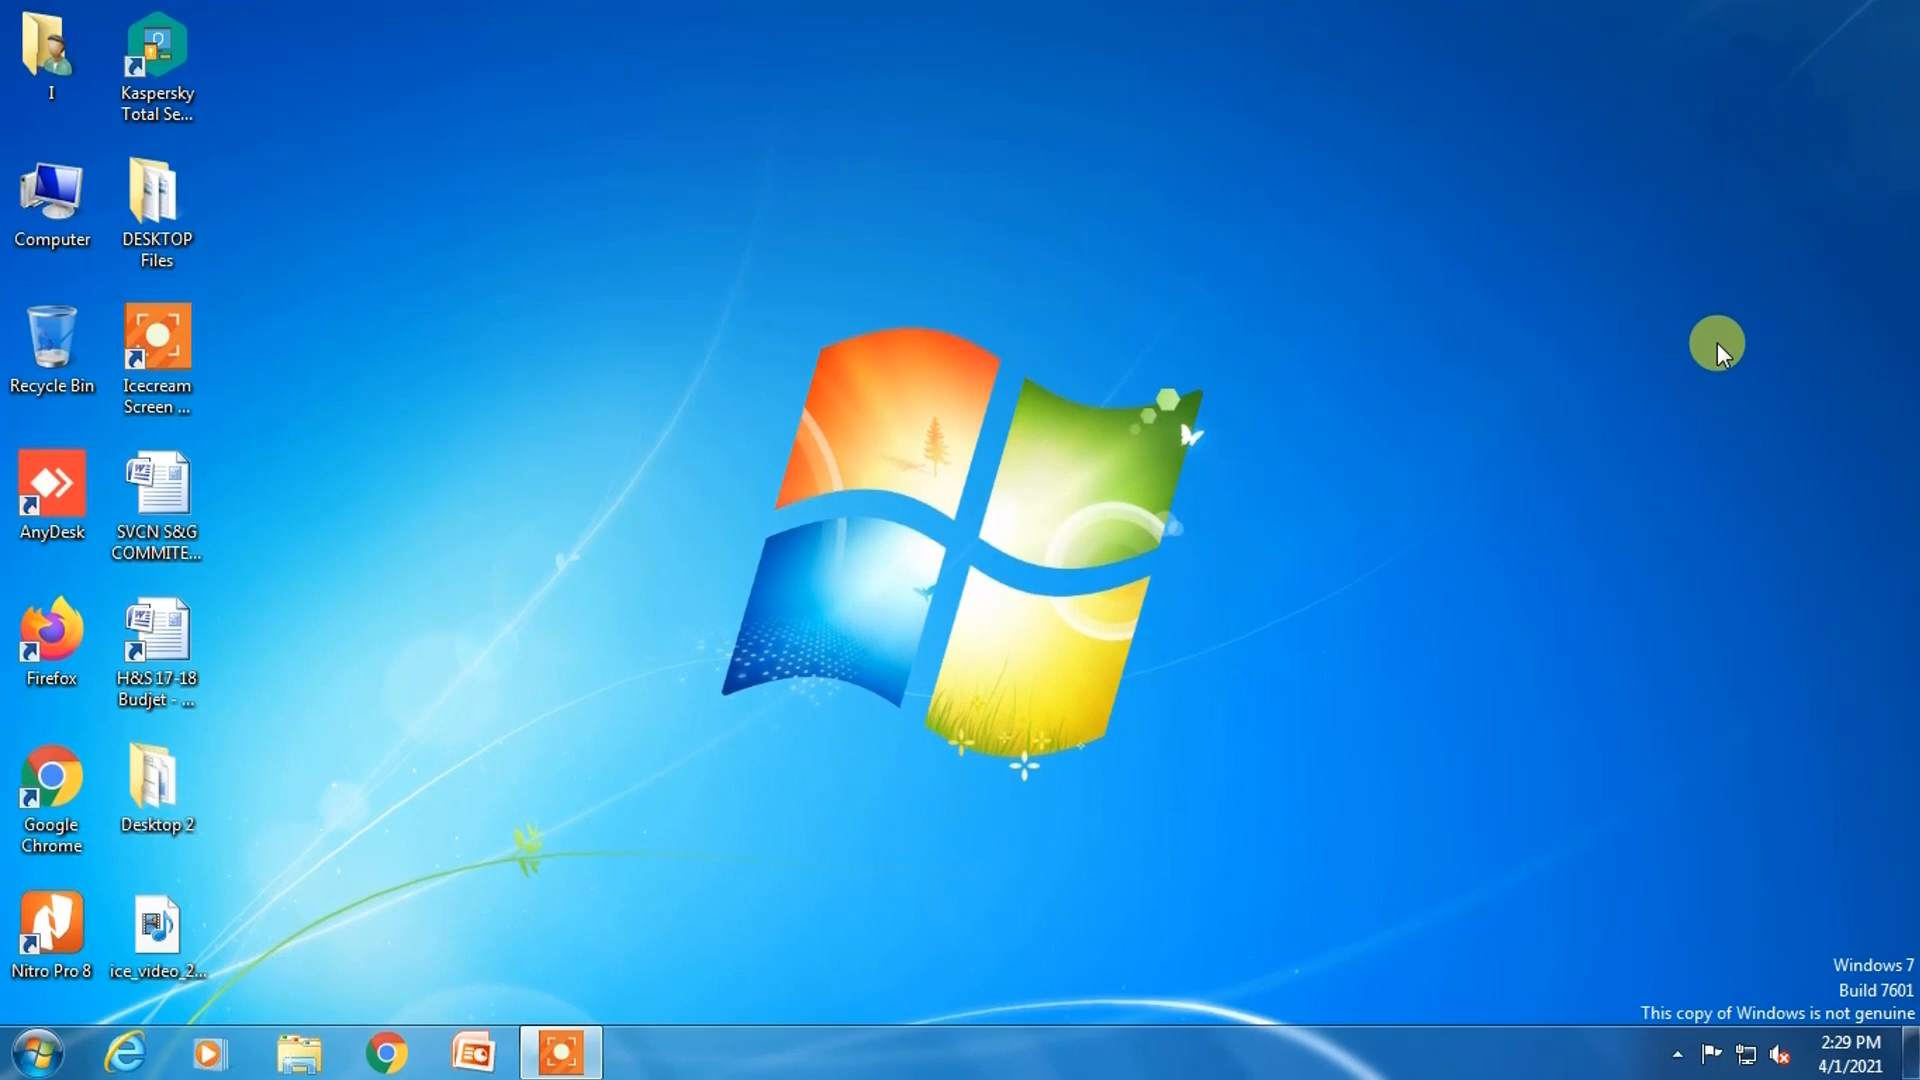 I
Kaspersky
Total Se...
Computer
DESKTOP
Files
Recycle Bin
Icecream
Screen ...
AnyDesk
SVCN S&G
COMMITE...
Firefox
H&S 17-18
Budjet - ...
Google
Chrome
Desktop 2
Nitro Pro 8
ice_video_2...
Windows 7
Build 7601
This copy of Windows is not genuine
2:29 PM
4/1/2021